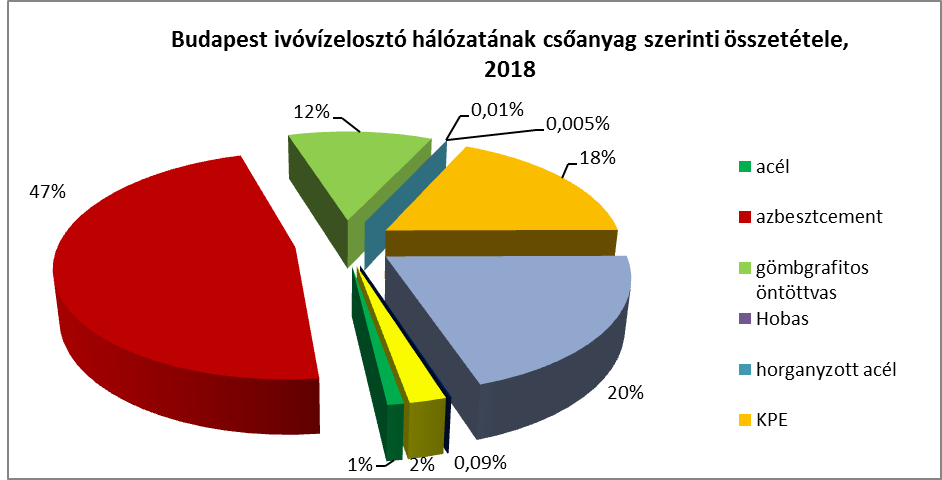 Budapest ivóvízelosztó hálózatának csőanyag szerinti összetétele,
2018
12%
0,01%
0,005%
18%
47%
20%
1%
2%
0,09%
acél
azbesztcement
gömbgrafitos
öntöttvas
Hobas
horganyzott acél
KPE